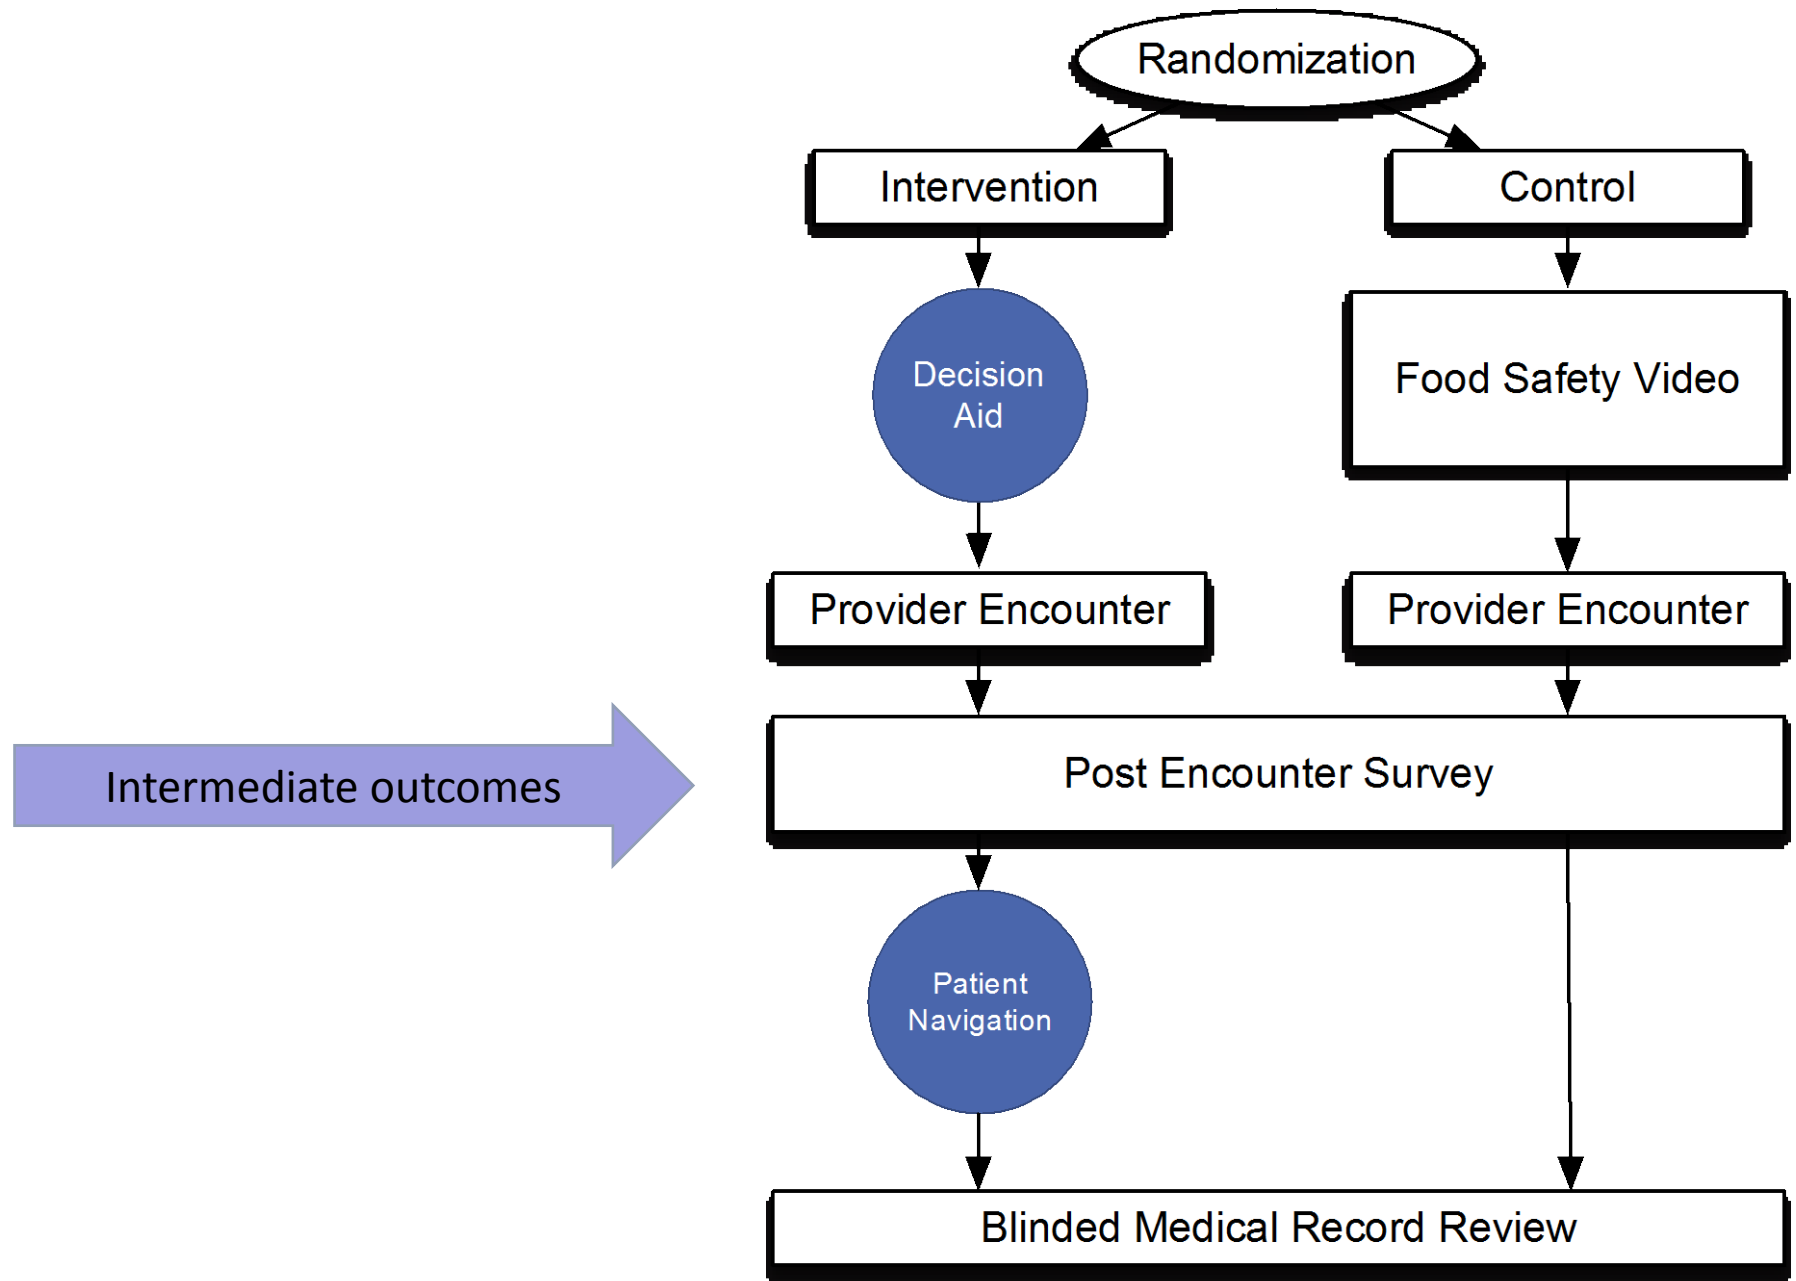 Randomization
Intervention
Control
Decision
Aid
Food Safety Video
Provider Encounter
Provider Encounter
Intermediate outcomes
Post Encounter Survey
Patient
Navigation
Blinded Medical Record Review